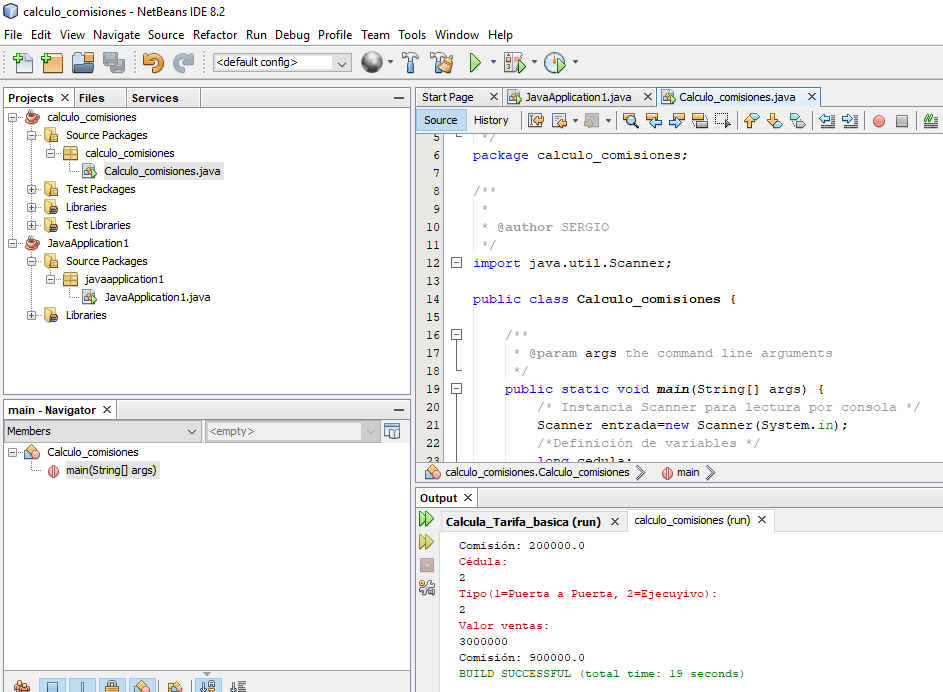 calculo_comisiones - NetBeans IDE 8.2
File Edit View Navigate Source Refactor Run Debug Profile Team Tools Window Help
<default config>
Projects Files Services
calculo_comisiones
Source Packages
calculo_comisiones
Calculo_comisiones.java
Test Packages
Libraries
Test Libraries
JavaApplication1
Source Packages
javaapplication1
JavaApplication1.java
Libraries
main - Navigator
Members <empty>
Calculo_comisiones
main(String[] args)
Start Page JavaApplication1.java Calculo_comisiones.java
Source History
5 */
6 package calculo_comisiones;
7
8 /**
9 *
10 * @author SERGIO
11 */
12 import java.util.Scanner;
13
14 public class Calculo_comisiones {
15
16 /**
17 * @param args the command line arguments
18 */
19 public static void main(String[] args) {
20 /* Instancia Scanner para lectura por consola */
21 Scanner entrada=new Scanner(System.in);
22 /*Definición de variables */
23 long cedula;
calculo_comisiones.Calculo_comisiones main
Output
Calcula_Tarifa_basica (run) calculo_comisiones (run)
Comisión: 200000.0
Cédula:
2
Tipo(1=Puerta a Puerta, 2=Ejecuyivo):
2
Valor ventas:
3000000
Comisión: 900000.0
BUILD SUCCESSFUL (total time: 19 seconds)